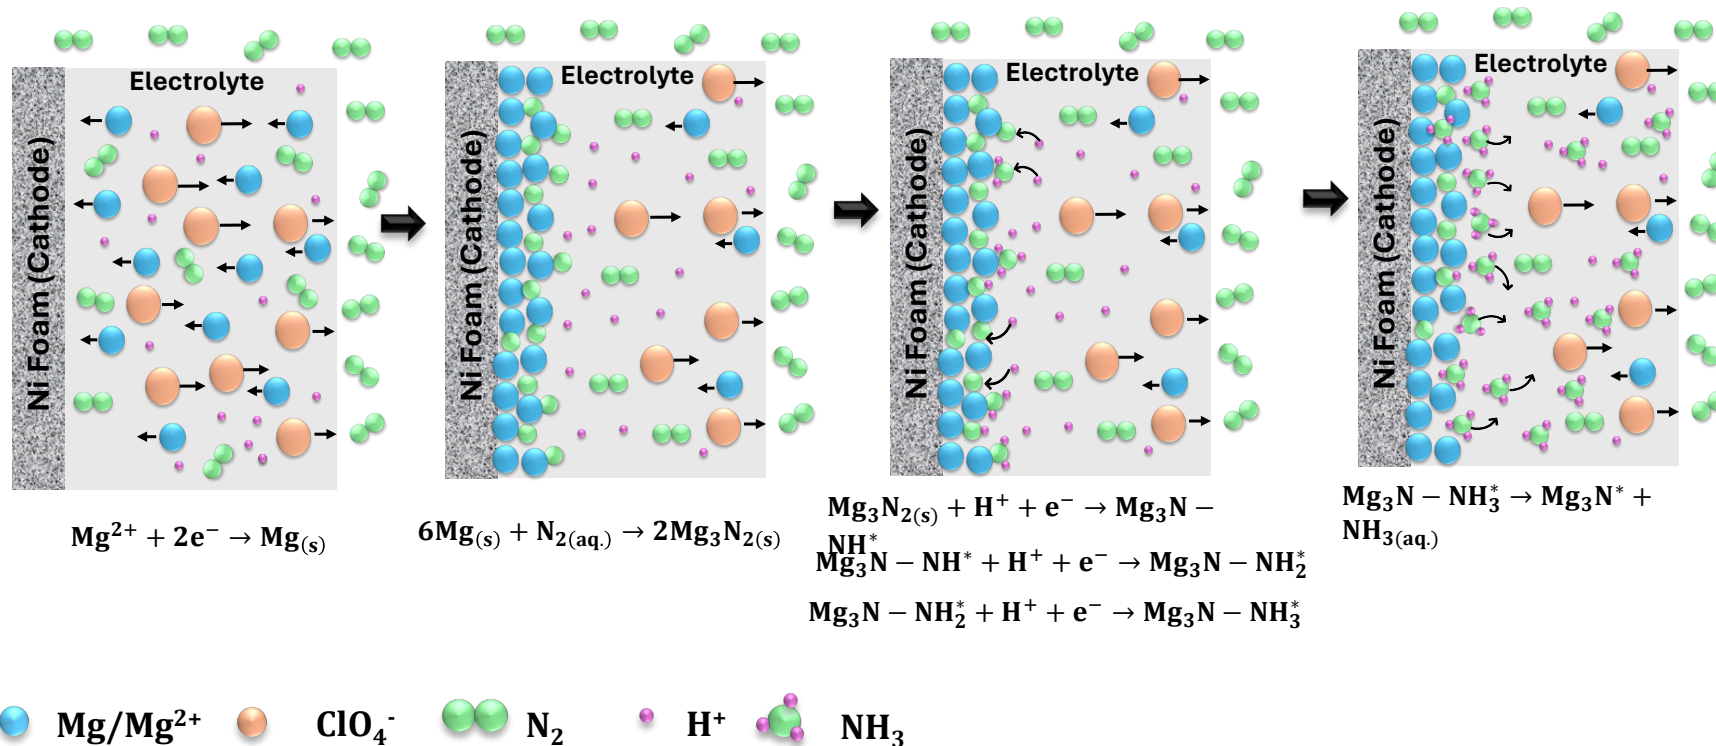 Electrolyte
Ni Foam (Cathode)
Mg²⁺ + 2e⁻ → Mg₍ₛ₎
Electrolyte
Ni Foam (Cathode)
6Mg₍ₛ₎ + N₂₍aq.₎ → 2Mg₃N₂₍ₛ₎
Electrolyte
Ni Foam (Cathode)
Mg₃N₂₍ₛ₎ + H⁺ + e⁻ → Mg₃N −
NH*
Mg₃N − NH* + H⁺ + e⁻ → Mg₃N − NH₂*
Mg₃N − NH₂* + H⁺ + e⁻ → Mg₃N − NH₃*
Electrolyte
Ni Foam (Cathode)
Mg₃N − NH₃* → Mg₃N* +
NH₃₍aq.₎
Mg/Mg²⁺ ClO₄⁻ N₂ H⁺ NH₃